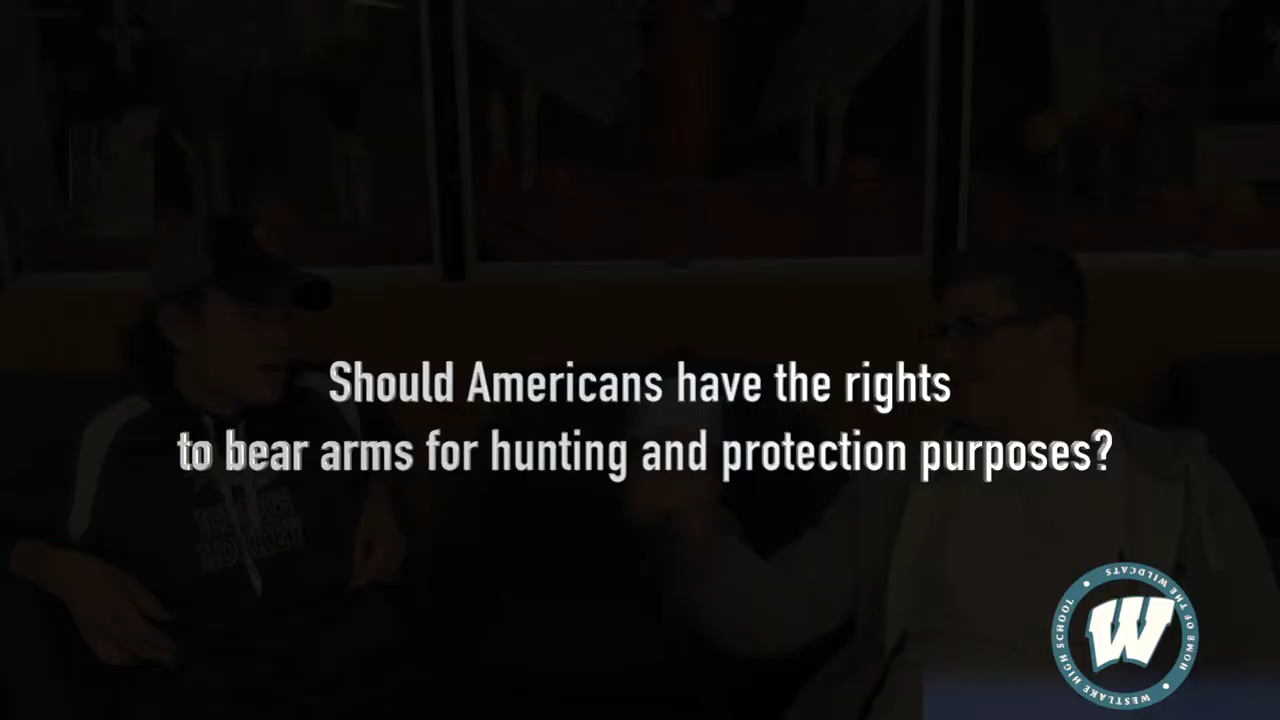 Should Americans have the rights
to bear arms for hunting and protection purposes?
WESTLAKE HIGH SCHOOL
HOME OF THE WILDCATS
W